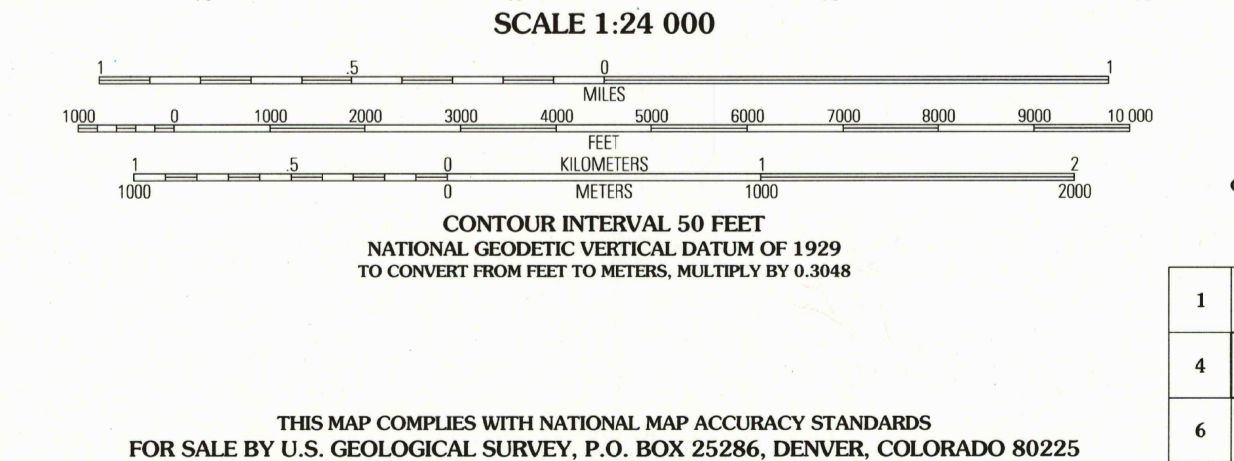 SCALE 1:24 000
1 .5 0 1
MILES
1000 0 1000 2000 3000 4000 5000 6000 7000 8000 9000 10 000
FEET
1 .5 0 KILOMETERS 1 2
1000 0 METERS 1000 2000
CONTOUR INTERVAL 50 FEET
NATIONAL GEODETIC VERTICAL DATUM OF 1929
TO CONVERT FROM FEET TO METERS, MULTIPLY BY 0.3048
1
4
6
THIS MAP COMPLIES WITH NATIONAL MAP ACCURACY STANDARDS
FOR SALE BY U.S. GEOLOGICAL SURVEY, P.O. BOX 25286, DENVER, COLORADO 80225